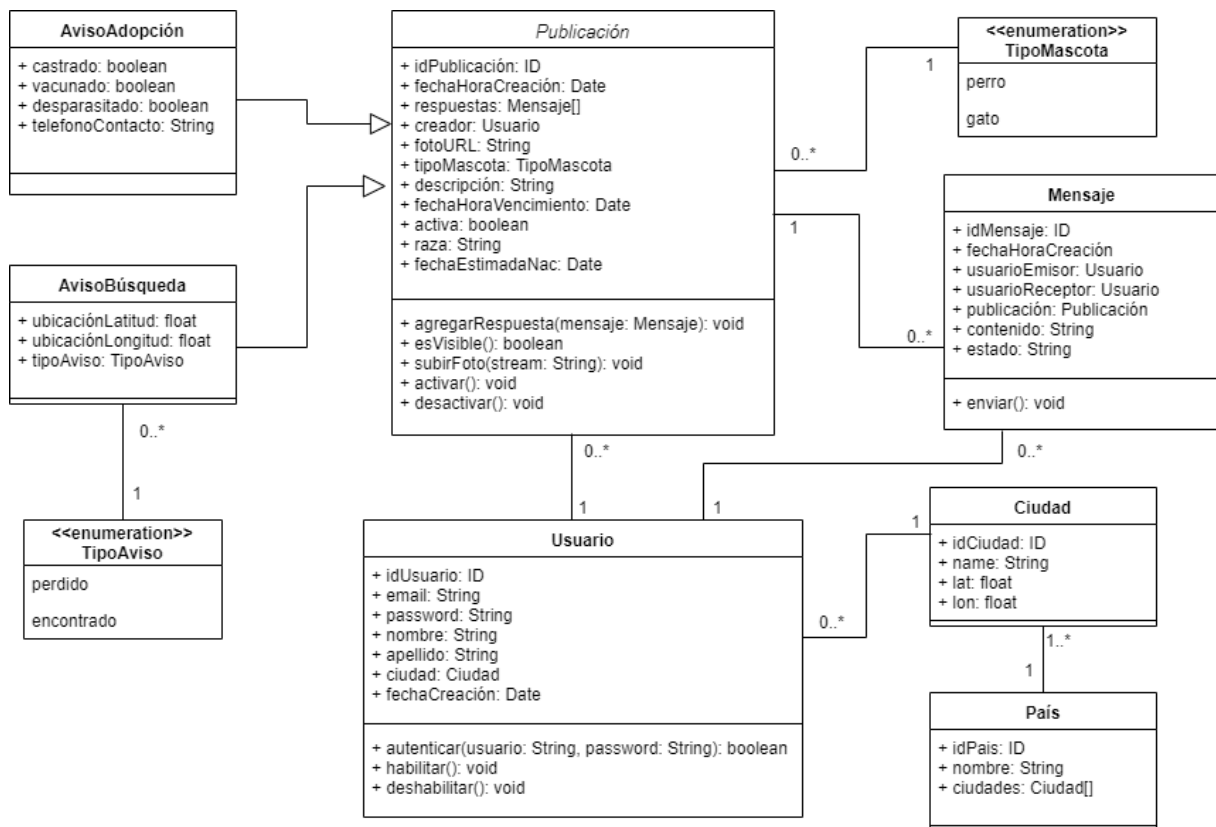 AvisoAdopción
+ castrado: boolean
+ vacunado: boolean
+ desparasitado: boolean
+ telefonoContacto: String
Publicación
+ idPublicación: ID
+ fechaHoraCreación: Date
+ respuestas: Mensaje[]
+ creador: Usuario
+ fotoURL: String
+ tipoMascota: TipoMascota
+ descripción: String
+ fechaHoraVencimiento: Date
+ activa: boolean
+ raza: String
+ fechaEstimadaNac: Date
+ agregarRespuesta(mensaje: Mensaje): void
+ esVisible(): boolean
+ subirFoto(stream: String): void
+ activar(): void
+ desactivar(): void
<<enumeration>>
TipoMascota
perro
gato
1
0..*
1
0..*
Mensaje
+ idMensaje: ID
+ fechaHoraCreación
+ usuarioEmisor: Usuario
+ usuarioReceptor: Usuario
+ publicación: Publicación
+ contenido: String
+ estado: String
+ enviar(): void
AvisoBúsqueda
+ ubicaciónLatitud: float
+ ubicaciónLongitud: float
+ tipoAviso: TipoAviso
0..*
1
<<enumeration>>
TipoAviso
perdido
encontrado
0..*
1
0..*
1
Usuario
+ idUsuario: ID
+ email: String
+ password: String
+ nombre: String
+ apellido: String
+ ciudad: Ciudad
+ fechaCreación: Date
+ autenticar(usuario: String, password: String): boolean
+ habilitar(): void
+ deshabilitar(): void
1
0..*
Ciudad
+ idCiudad: ID
+ name: String
+ lat: float
+ lon: float
1..*
1
País
+ idPais: ID
+ nombre: String
+ ciudades: Ciudad[]